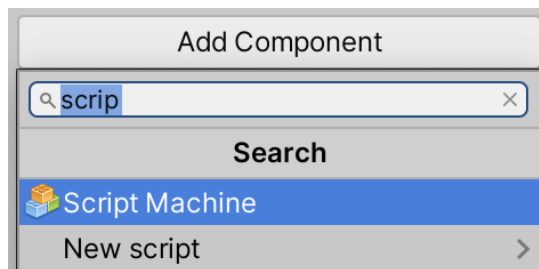 Add Component
scrip
Search
Script Machine
New script